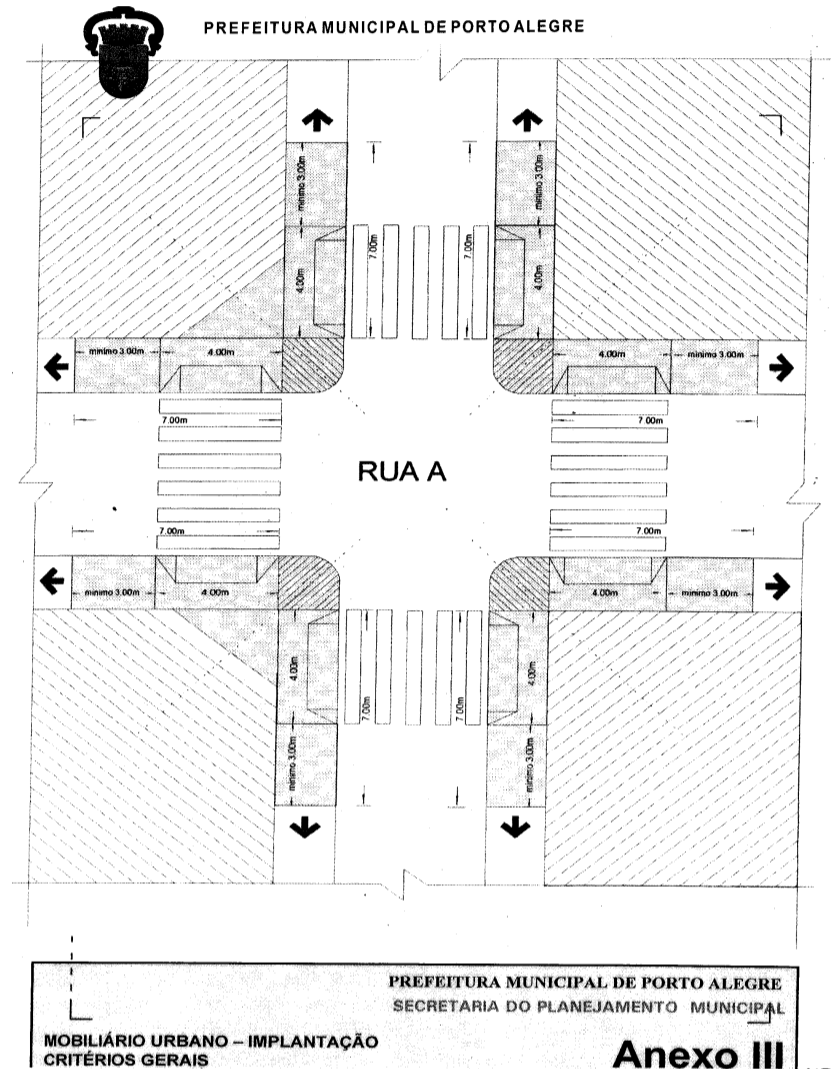 PREFEITURA MUNICIPAL DE PORTO ALEGRE
mínimo 3.00m
mínimo 3.00m
7.00m
7.00m
4.00m
4.00m
mínimo 3.00m
4.00m
4.00m
mínimo 3.00m
7.00m
7.00m
RUA A
7.00m
7.00m
mínimo 3.00m
4.00m
4.00m
mínimo 3.00m
4.00m
4.00m
7.00m
7.00m
mínimo 3.00m
mínimo 3.00m
PREFEITURA MUNICIPAL DE PORTO ALEGRE
SECRETARIA DO PLANEJAMENTO MUNICIPAL
MOBILIÁRIO URBANO – IMPLANTAÇÃO
CRITÉRIOS GERAIS
Anexo III